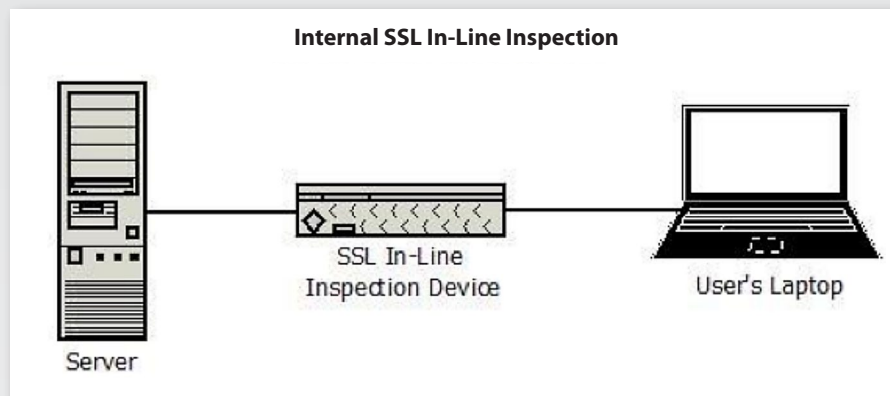 Internal SSL In-Line Inspection
SSL In-Line
Inspection Device
User's Laptop
Server